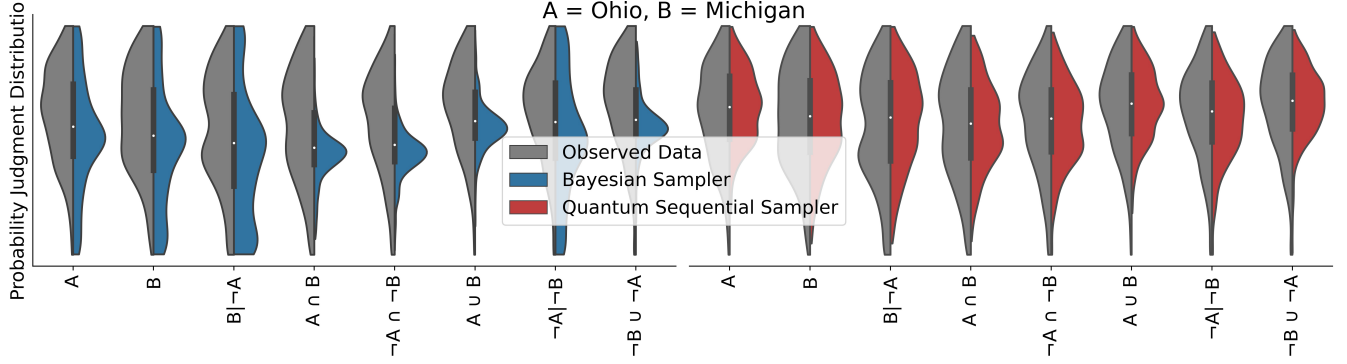 A = Ohio, B = Michigan
Probability Judgment Distributio
Observed Data
Bayesian Sampler
Quantum Sequential Sampler
A
B
B|¬A
A ∩ B
¬A ∩ ¬B
A ∪ B
¬A|¬B
¬B ∪ ¬A
A
B
B|¬A
A ∩ B
¬A ∩ ¬B
A ∪ B
¬A|¬B
¬B ∪ ¬A